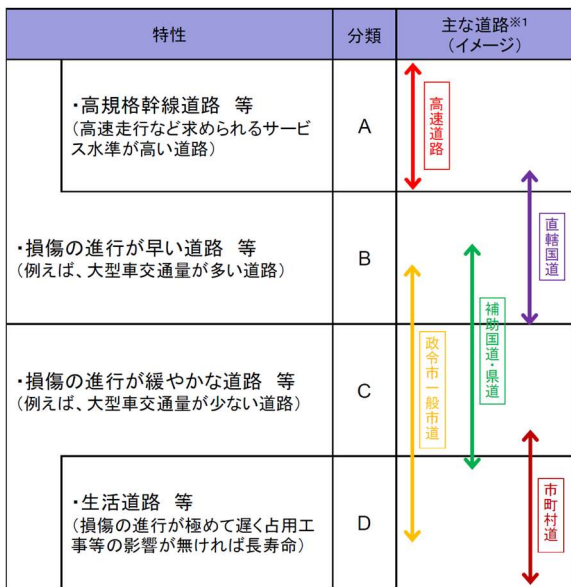 特性 分類 主な道路※1
(イメージ)
・高規格幹線道路 等
(高速走行など求められるサービ
ス水準が高い道路)
A
高速道路
・損傷の進行が早い道路 等
(例えば、大型車交通量が多い道路)
B
直轄国道
補助国道・県道
政令市一般市道
・損傷の進行が緩やかな道路 等
(例えば、大型車交通量が少ない道路)
C
・生活道路 等
(損傷の進行が極めて遅く占用工
事等の影響が無ければ長寿命)
D
市町村道